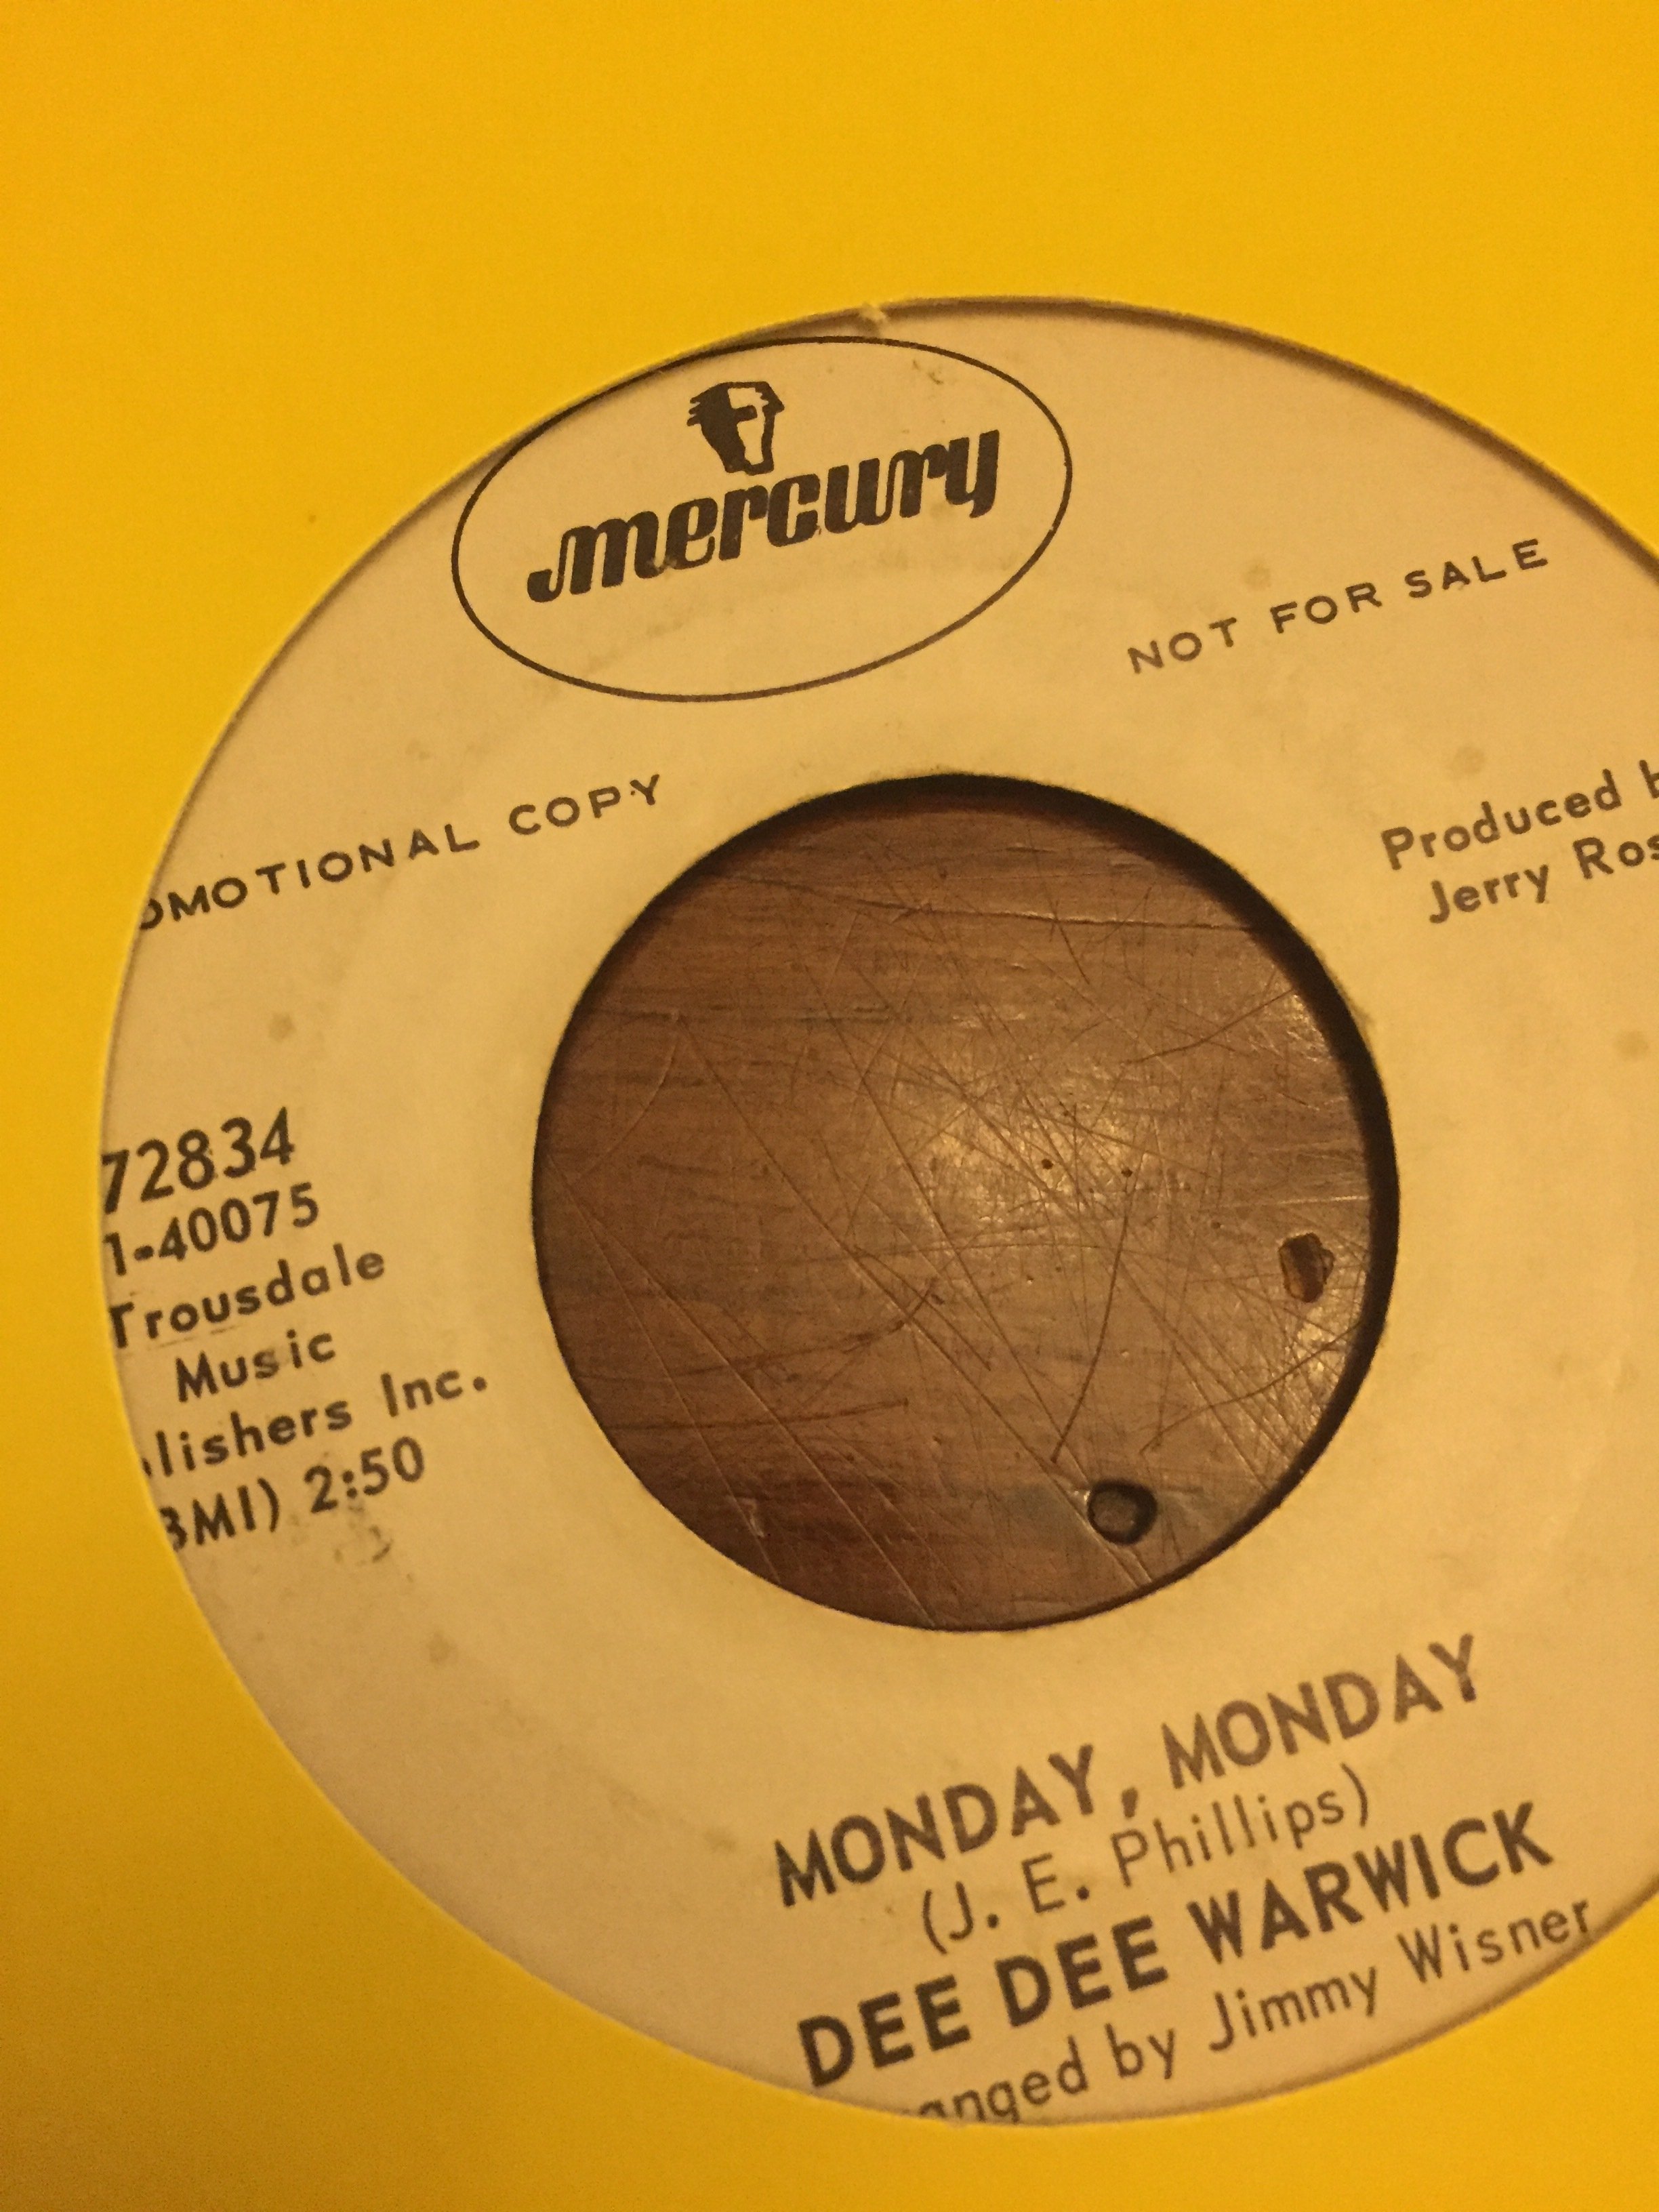 mercury
NOT FOR SALE
OMOTIONAL COPY
Produced b
Jerry Ros
72834
1-40075
Trousdale
Music
lishers Inc.
BMI) 2:50
MONDAY, MONDAY
(J. E. Phillips)
DEE DEE WARWICK
anged by Jimmy Wisner